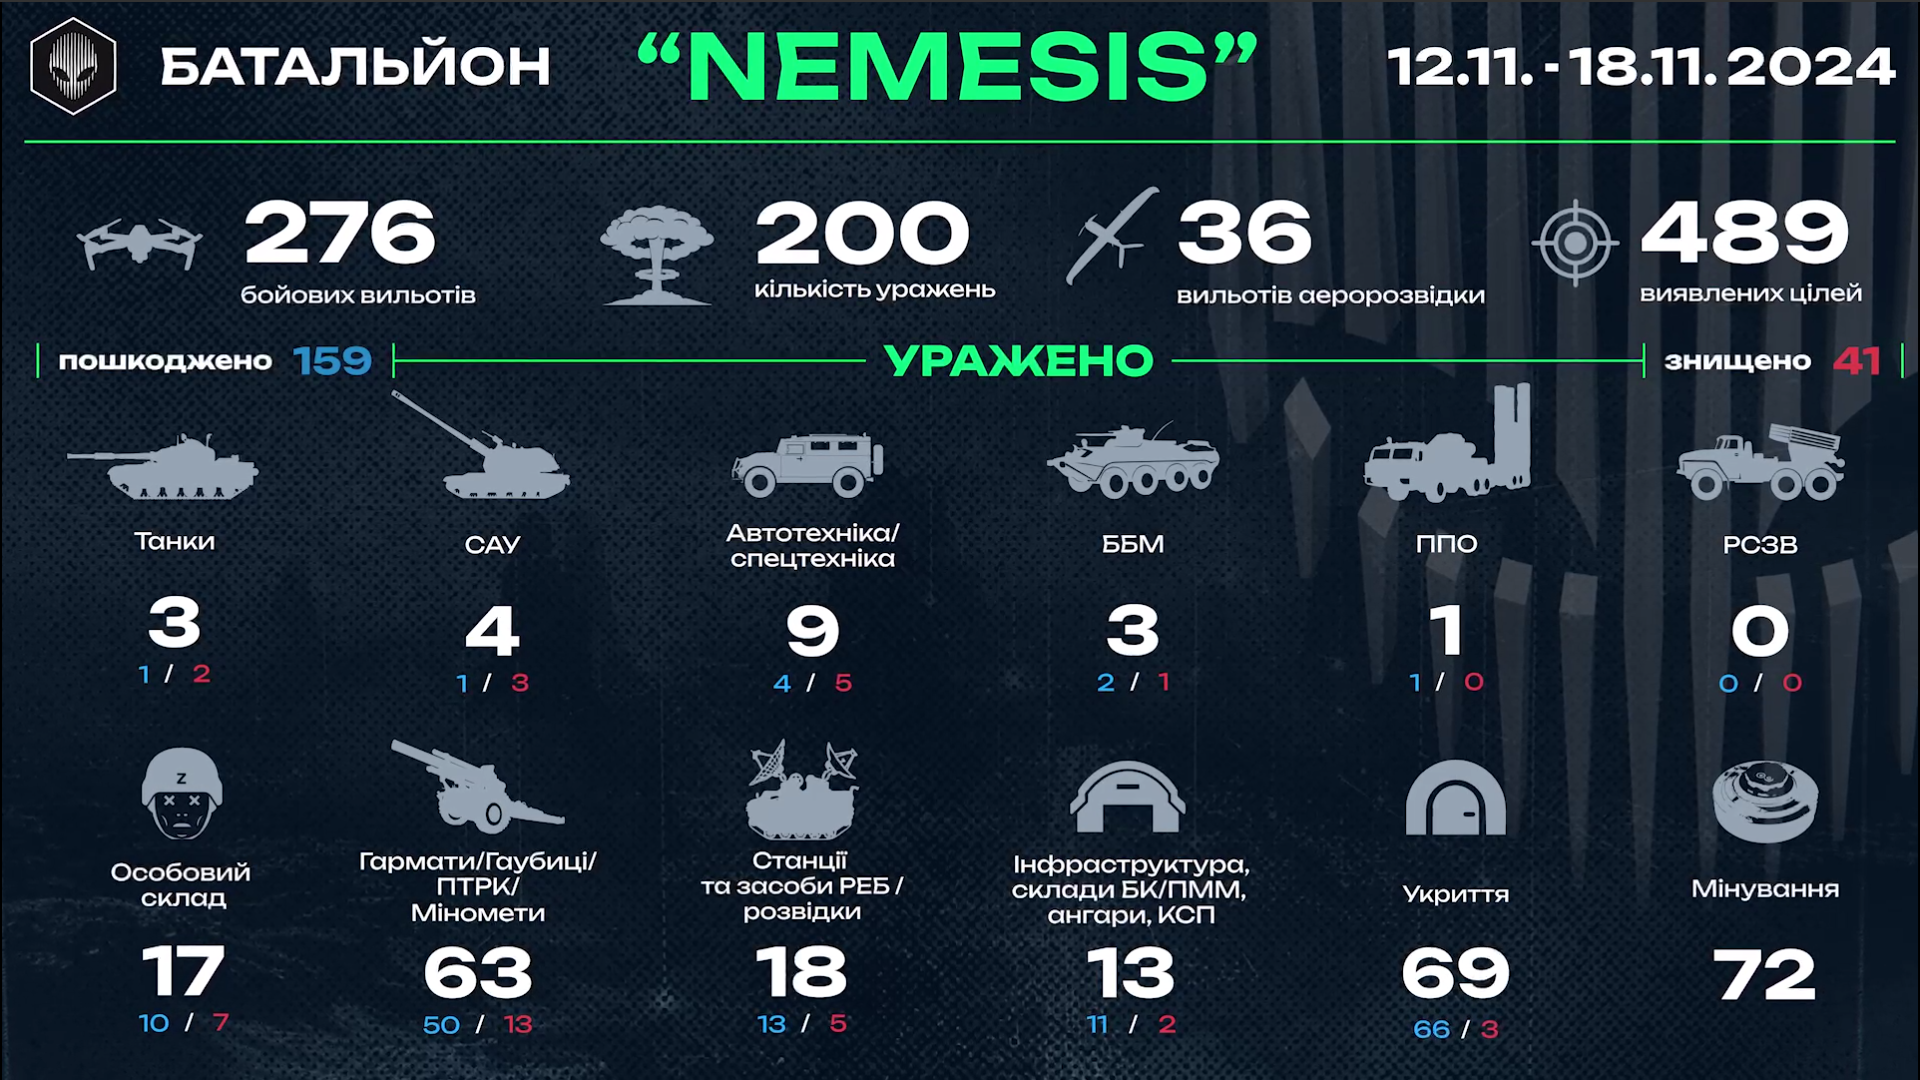 БАТАЛЬЙОН "NEMESIS" 12.11. - 18.11. 2024
276 200 36 489
бойових вильотів кількість уражень вильотів аеророзвідки виявлених цілей
пошкоджено 159 УРАЖЕНО знищено 41
Танки САУ Автотехніка/ ББМ ППО РСЗВ
спецтехніка
3 4 9 3 1 0
1 / 2 1 / 3 4 / 5 2 / 1 1 / 0 0 / 0
Z
Особовий
склад
Гармати/Гаубиці/
ПТРК/
Міномети
Станції
та засоби РЕБ /
розвідки
Інфраструктура,
склади БК/ПММ,
ангари, КСП
Укриття
Мінування
17 63 18 13 69 72
10 / 7 50 / 13 13 / 5 11 / 2 66 / 3